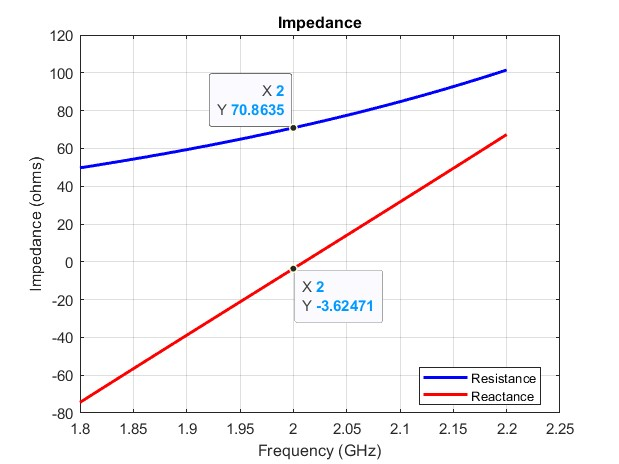 Impedance
120
100
80
60
40
20
0
-20
-40
-60
-80
Impedance (ohms)
X 2
Y 70.8635
X 2
Y -3.62471
Resistance
Reactance
1.8 1.85 1.9 1.95 2 2.05 2.1 2.15 2.2 2.25
Frequency (GHz)